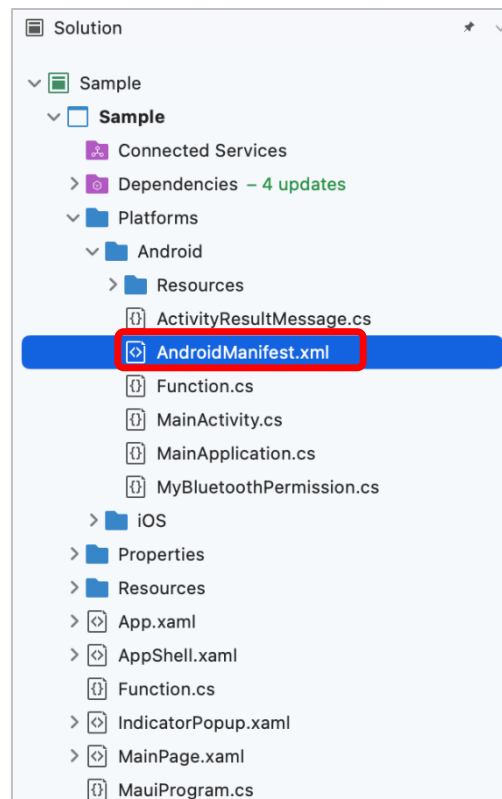 Solution
Sample
Sample
Connected Services
Dependencies – 4 updates
Platforms
Android
Resources
ActivityResultMessage.cs
AndroidManifest.xml
Function.cs
MainActivity.cs
MainApplication.cs
MyBluetoothPermission.cs
iOS
Properties
Resources
App.xaml
AppShell.xaml
Function.cs
IndicatorPopup.xaml
MainPage.xaml
MauiProgram.cs